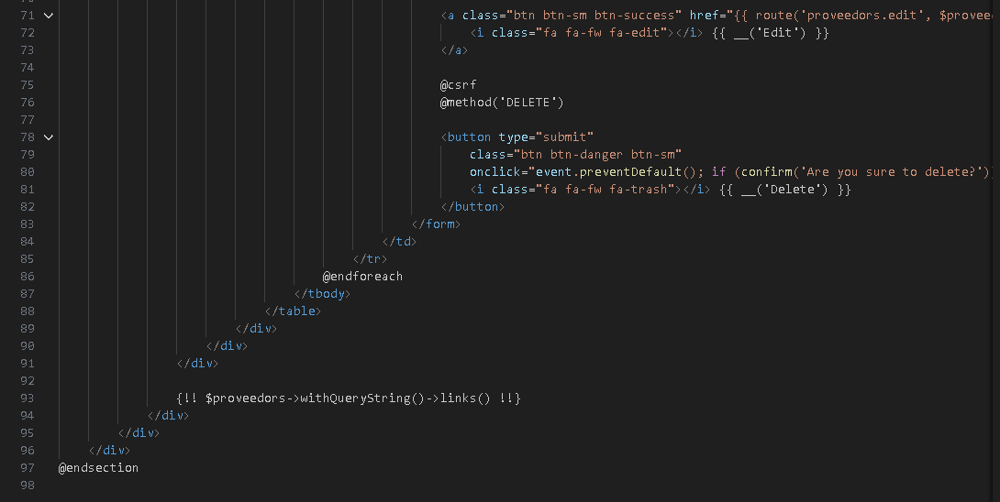 71 <a class="btn btn-sm btn-success" href="{{ route('proveedors.edit', $provee
72 <i class="fa fa-fw fa-edit"></i> {{ __('Edit') }}
73 </a>
74
75 @csrf
76 @method('DELETE')
77
78 <button type="submit"
79 class="btn btn-danger btn-sm"
80 onclick="event.preventDefault(); if (confirm('Are you sure to delete?')
81 <i class="fa fa-fw fa-trash"></i> {{ __('Delete') }}
82 </button>
83 </form>
84 </td>
85 </tr>
86 @endforeach
87 </tbody>
88 </table>
89 </div>
90 </div>
91 </div>
92
93 {!! $proveedors->withQueryString()->links() !!}
94 </div>
95 </div>
96 </div>
97 @endsection
98